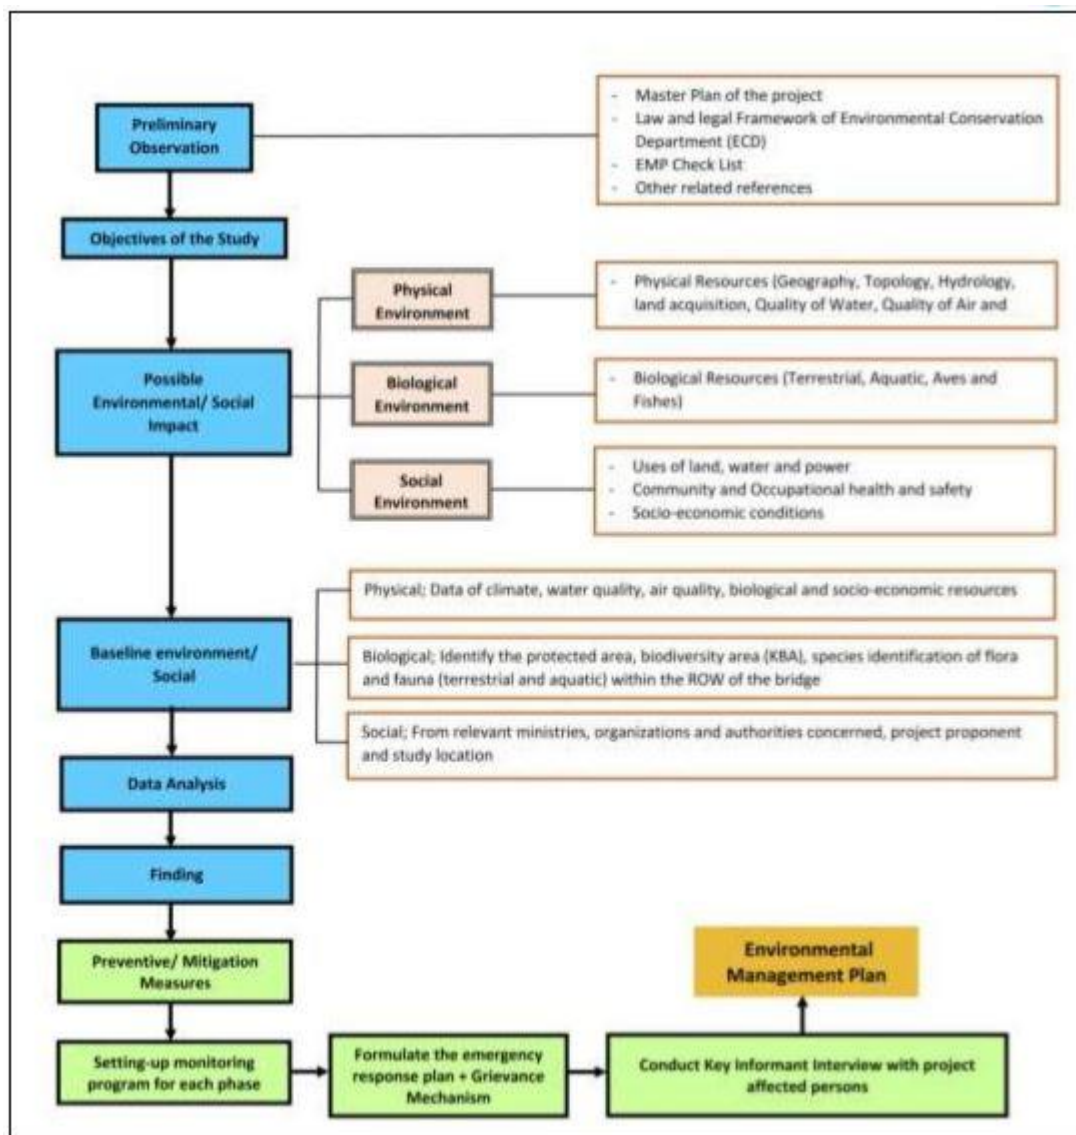 Preliminary
Observation
- Master Plan of the project
- Law and legal Framework of Environmental Conservation
Department (ECD)
- EMP Check List
- Other related references
Objectives of the Study
Possible
Environmental/ Social
Impact
Physical
Environment
- Physical Resources (Geography, Topology, Hydrology,
land acquisition, Quality of Water, Quality of Air and
Biological
Environment
- Biological Resources (Terrestrial, Aquatic, Aves and
Fishes)
Social
Environment
- Uses of land, water and power
- Community and Occupational health and safety
- Socio-economic conditions
Baseline environment/
Social
Physical; Data of climate, water quality, air quality, biological and socio-economic resources
Biological; Identify the protected area, biodiversity area (KBA), species identification of flora
and fauna (terrestrial and aquatic) within the ROW of the bridge
Social; From relevant ministries, organizations and authorities concerned, project proponent
and study location
Data Analysis
Finding
Preventive/ Mitigation
Measures
Setting-up monitoring
program for each phase
Formulate the emergency
response plan + Grievance
Mechanism
Conduct Key Informant Interview with project
affected persons
Environmental
Management Plan